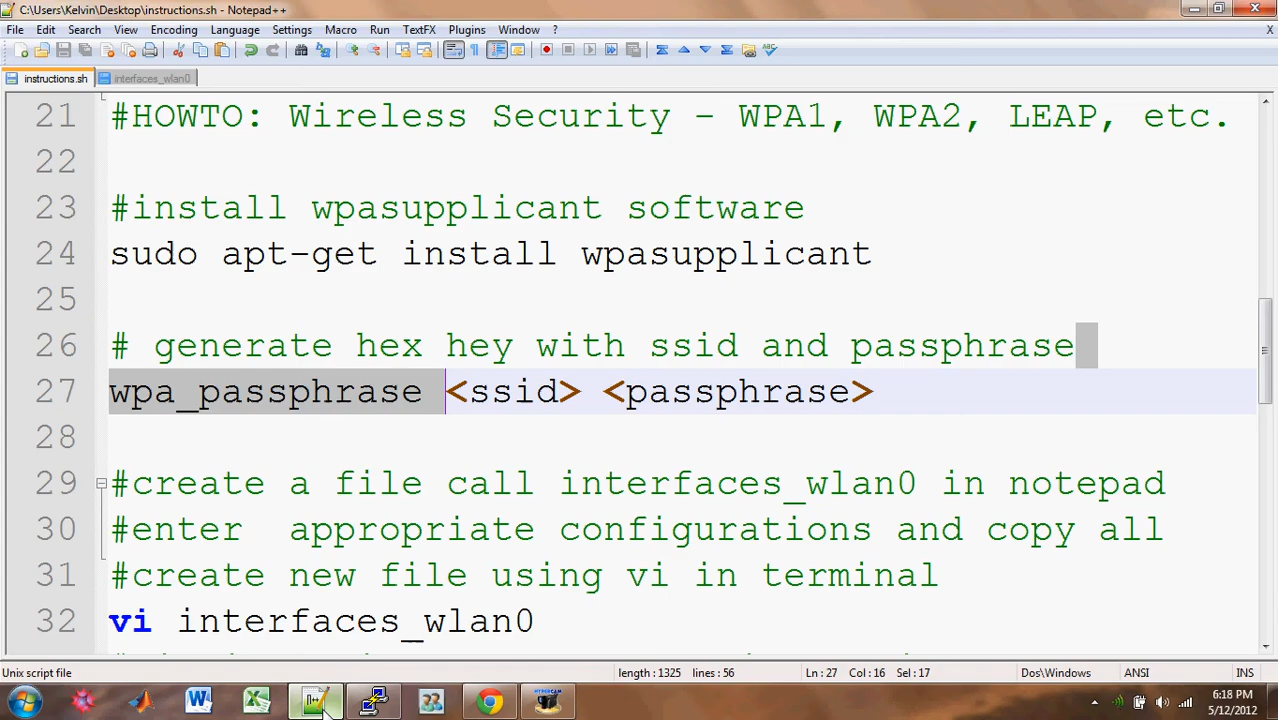 C:\Users\Kelvin\Desktop\instructions.sh - Notepad++
File Edit Search View Encoding Language Settings Macro Run TextFX Plugins Window ? X
instructions.sh interfaces_wlan0
21 #HOWTO: Wireless Security - WPA1, WPA2, LEAP, etc.
22
23 #install wpasupplicant software
24 sudo apt-get install wpasupplicant
25
26 # generate hex hey with ssid and passphrase
27 wpa_passphrase <ssid> <passphrase>
28
29 #create a file call interfaces_wlan0 in notepad
30 #enter  appropriate configurations and copy all
31 #create new file using vi in terminal
32 vi interfaces_wlan0
Unix script file length : 1325 lines : 56 Ln : 27 Col : 16 Sel : 17 Dos\Windows ANSI INS
6:18 PM
5/12/2012